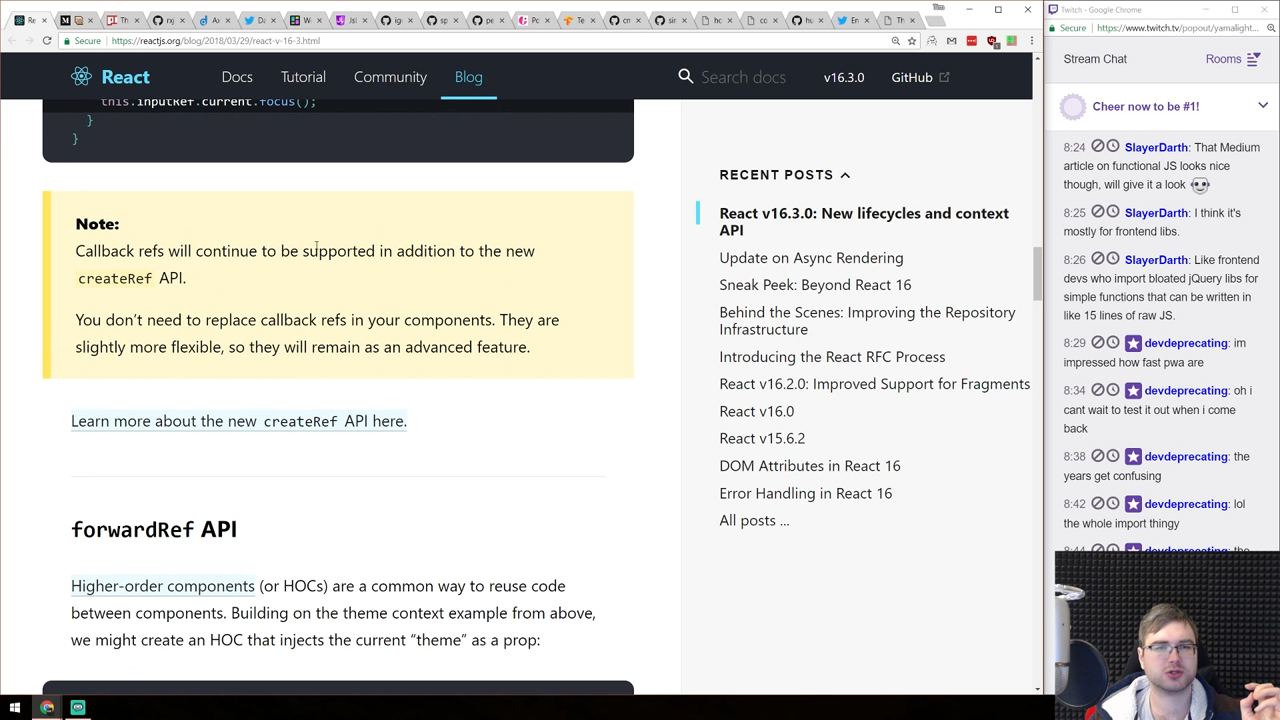 Re
Th
Da
W
Te
En
Th
Secure
https://reactjs.org/blog/2018/03/29/react-v-16-3.html
React
Docs
Tutorial
Community
Blog
Search docs
v16.3.0
GitHub
this.inputRef.current.focus();
}
}
Note:
Callback refs will continue to be supported in addition to the new
createRef API.
You don’t need to replace callback refs in your components. They are
slightly more flexible, so they will remain as an advanced feature.
Learn more about the new createRef API here.
forwardRef API
Higher-order components (or HOCs) are a common way to reuse code
between components. Building on the theme context example from above,
we might create an HOC that injects the current “theme” as a prop:
RECENT POSTS
React v16.3.0: New lifecycles and context
API
Update on Async Rendering
Sneak Peek: Beyond React 16
Behind the Scenes: Improving the Repository
Infrastructure
Introducing the React RFC Process
React v16.2.0: Improved Support for Fragments
React v16.0
React v15.6.2
DOM Attributes in React 16
Error Handling in React 16
All posts ...
Twitch - Google Chrome
Secure
https://www.twitch.tv/popout/yamalight...
Stream Chat
Rooms
Cheer now to be #1!
8:24 SlayerDarth: That Medium
article on functional JS looks nice
though, will give it a look
8:25 SlayerDarth: I think it's
mostly for frontend libs.
8:26 SlayerDarth: Like frontend
devs who import bloated jQuery libs for
simple functions that can be written in
like 15 lines of raw JS.
8:29 devdeprecating: im
impressed how fast pwa are
8:34 devdeprecating: oh i
cant wait to test it out when i come
back
8:38 devdeprecating: the
years get confusing
8:42 devdeprecating: lol
the whole import thingy